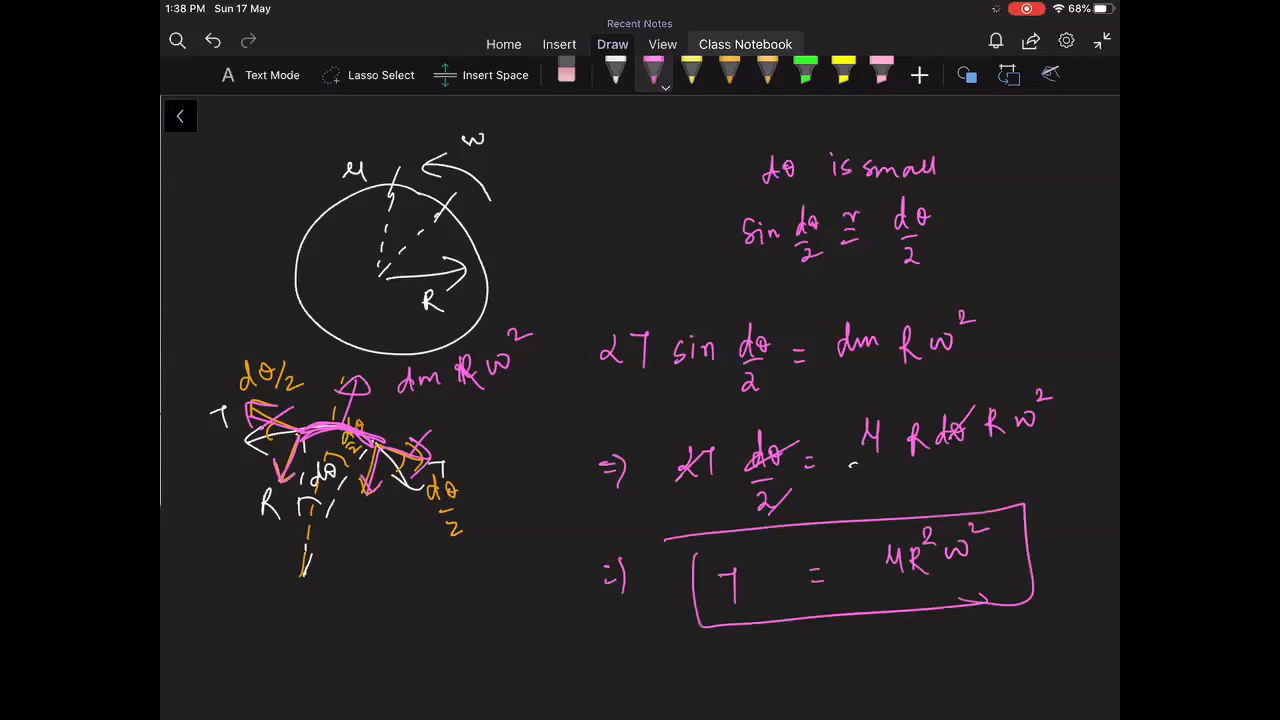 1:38 PM Sun 17 May
68%
Recent Notes
Home Insert Draw View Class Notebook
Text Mode Lasso Select Insert Space
μ
ω
R
dθ is small
sin dθ/2 ≅ dθ/2
2T sin dθ/2 = dm R ω²
dm R ω²
dθ/2
T
dθ/2
dθ
R
T
dθ/2
=> 2T dθ/2 = μ R dθ R ω²
=> T = μR²ω²